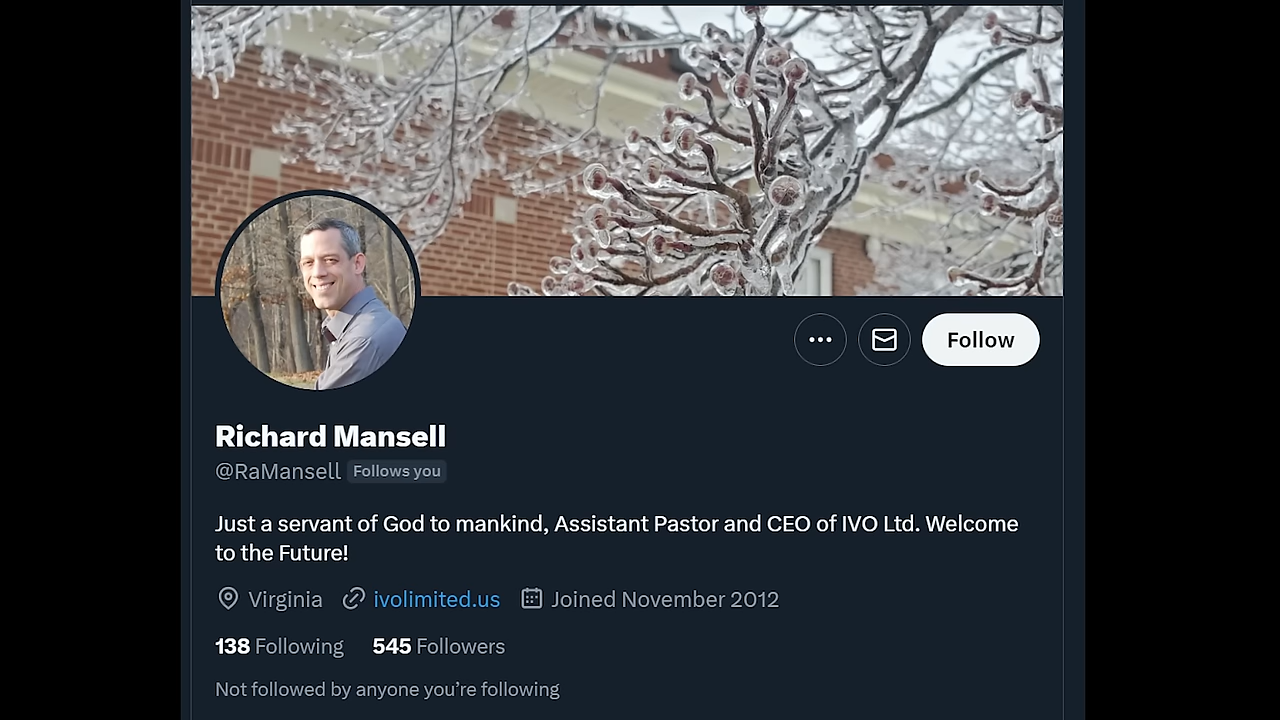 Follow
Richard Mansell
@RaMansell Follows you
Just a servant of God to mankind, Assistant Pastor and CEO of IVO Ltd. Welcome
to the Future!
Virginia ivolimited.us Joined November 2012
138 Following 545 Followers
Not followed by anyone you’re following